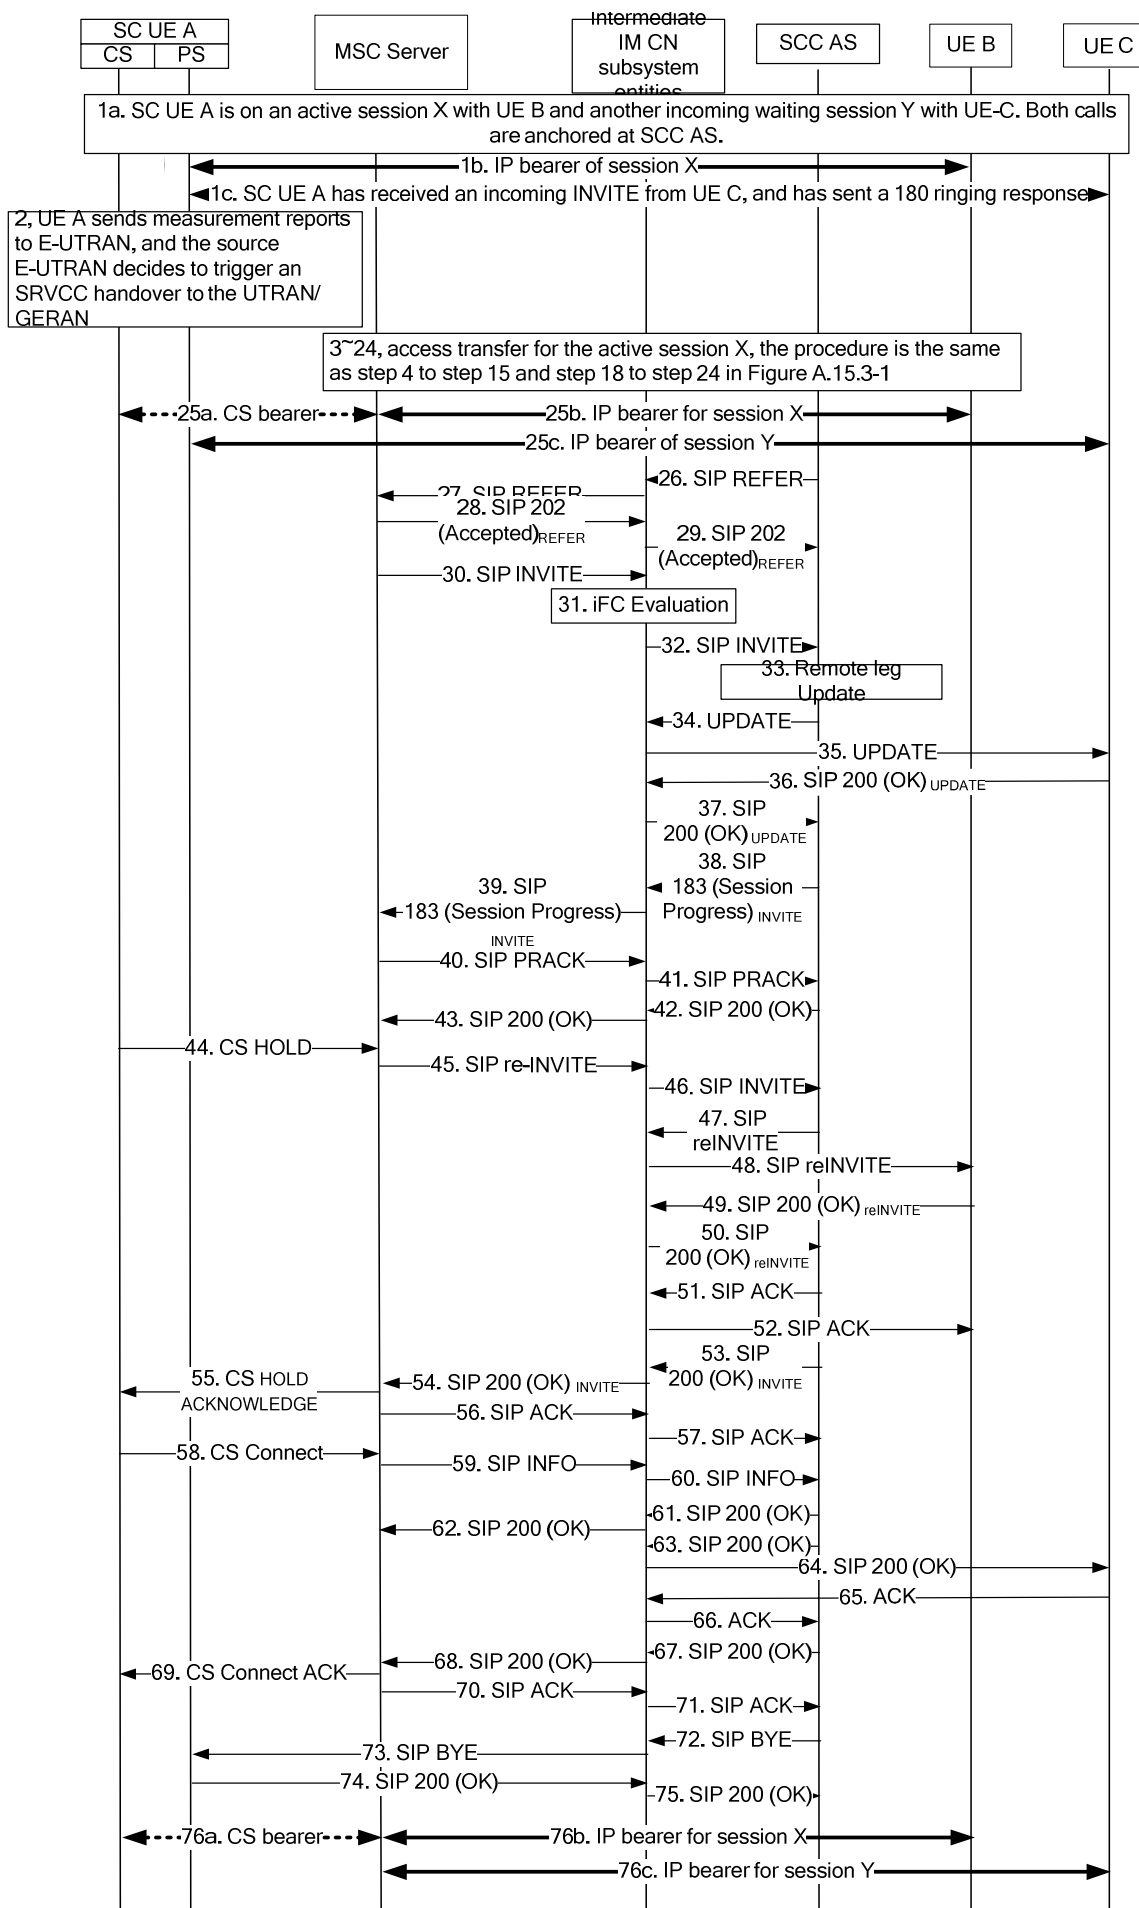 SC UE A
CS
PS
MSC Server
Intermediate
IM CN
subsystem
entities
SCC AS
UE B
UE C
1a. SC UE A is on an active session X with UE B and another incoming waiting session Y with UE-C. Both calls
are anchored at SCC AS.
1b. IP bearer of session X
1c. SC UE A has received an incoming INVITE from UE C, and has sent a 180 ringing response
2, UE A sends measurement reports
to E-UTRAN, and the source
E-UTRAN decides to trigger an
SRVCC handover to the UTRAN/
GERAN
3~24, access transfer for the active session X, the procedure is the same
as step 4 to step 15 and step 18 to step 24 in Figure A.15.3-1
25a. CS bearer
25b. IP bearer for session X
25c. IP bearer of session Y
26. SIP REFER
27. SIP REFER
28. SIP 202
(Accepted) REFER
29. SIP 202
(Accepted) REFER
30. SIP INVITE
31. iFC Evaluation
32. SIP INVITE
33. Remote leg
Update
34. UPDATE
35. UPDATE
36. SIP 200 (OK) UPDATE
37. SIP
200 (OK) UPDATE
38. SIP
183 (Session
Progress) INVITE
39. SIP
183 (Session Progress)
INVITE
40. SIP PRACK
41. SIP PRACK
42. SIP 200 (OK)
43. SIP 200 (OK)
44. CS HOLD
45. SIP re-INVITE
46. SIP INVITE
47. SIP
reINVITE
48. SIP reINVITE
49. SIP 200 (OK) reINVITE
50. SIP
200 (OK) reINVITE
51. SIP ACK
52. SIP ACK
53. SIP
200 (OK) INVITE
54. SIP 200 (OK) INVITE
55. CS HOLD
ACKNOWLEDGE
56. SIP ACK
57. SIP ACK
58. CS Connect
59. SIP INFO
60. SIP INFO
61. SIP 200 (OK)
62. SIP 200 (OK)
63. SIP 200 (OK)
64. SIP 200 (OK)
65. ACK
66. ACK
67. SIP 200 (OK)
68. SIP 200 (OK)
69. CS Connect ACK
70. SIP ACK
71. SIP ACK
72. SIP BYE
73. SIP BYE
74. SIP 200 (OK)
75. SIP 200 (OK)
76a. CS bearer
76b. IP bearer for session X
76c. IP bearer for session Y